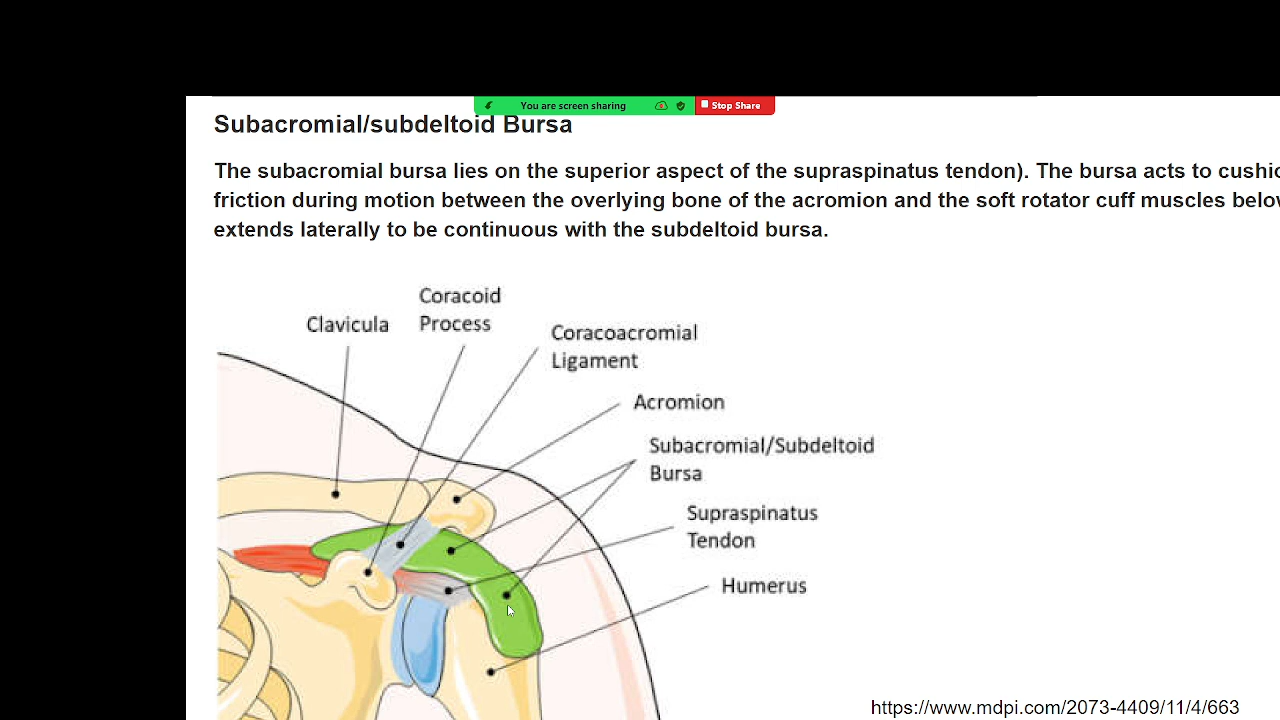 You are screen sharing
Stop Share
Subacromial/subdeltoid Bursa
The subacromial bursa lies on the superior aspect of the supraspinatus tendon). The bursa acts to
friction during motion between the overlying bone of the acromion and the soft rotator cuff muscles
extends laterally to be continuous with the subdeltoid bursa.
Coracoid
Process
Clavicula
Coracoacromial
Ligament
Acromion
Subacromial/Subdeltoid
Bursa
Supraspinatus
Tendon
Humerus
https://www.mdpi.com/2073-4409/11/4/663